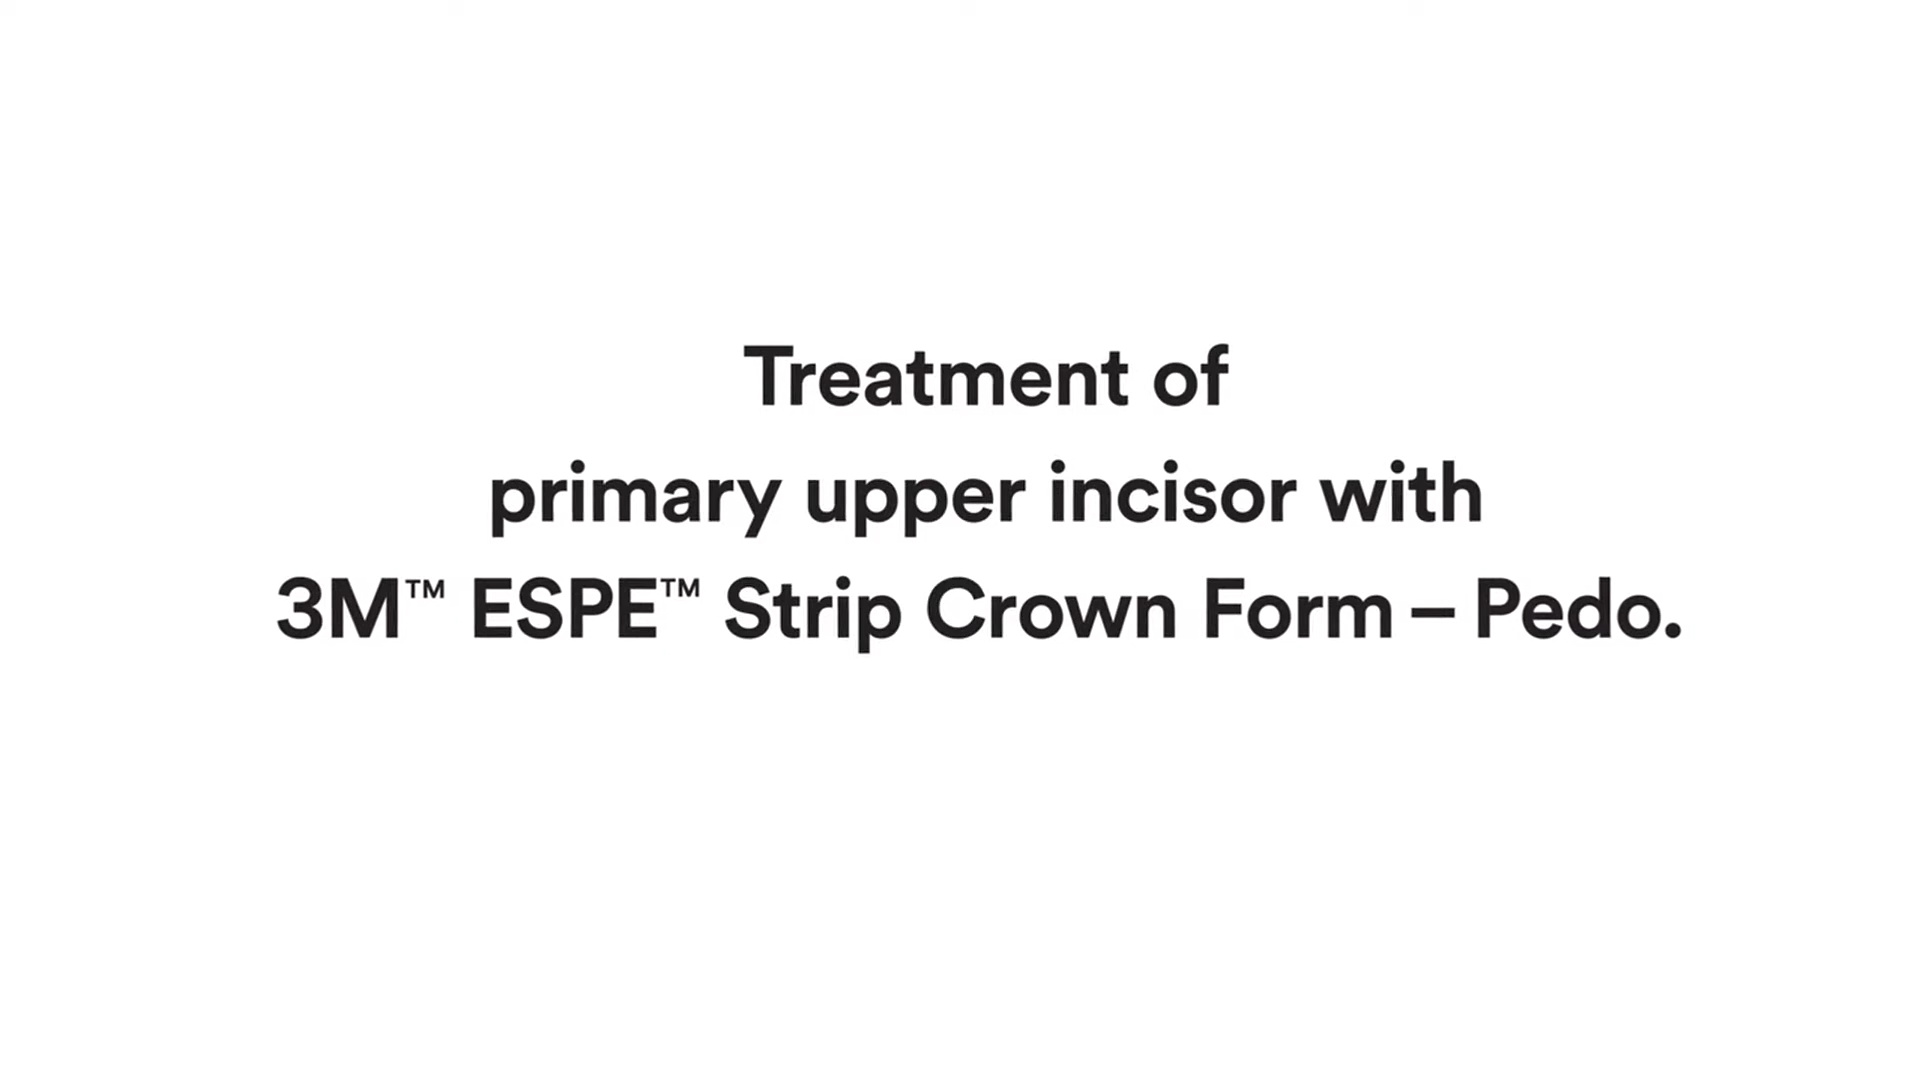 Treatment of
primary upper incisor with
3M™ ESPE™ Strip Crown Form – Pedo.